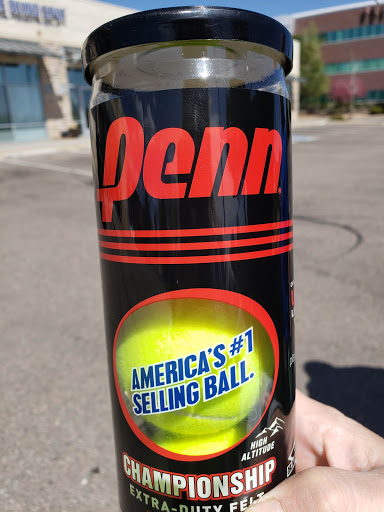 Penn
AMERICA'S #1
SELLING BALL.
HIGH
ALTITUDE
CHAMPIONSHIP
EXTRA-DUTY FELT